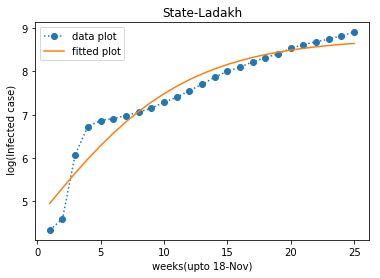 State-Ladakh
data plot
fitted plot
log(Infected case)
9
8
7
6
5
0
5
10
15
20
25
weeks(upto 18-Nov)